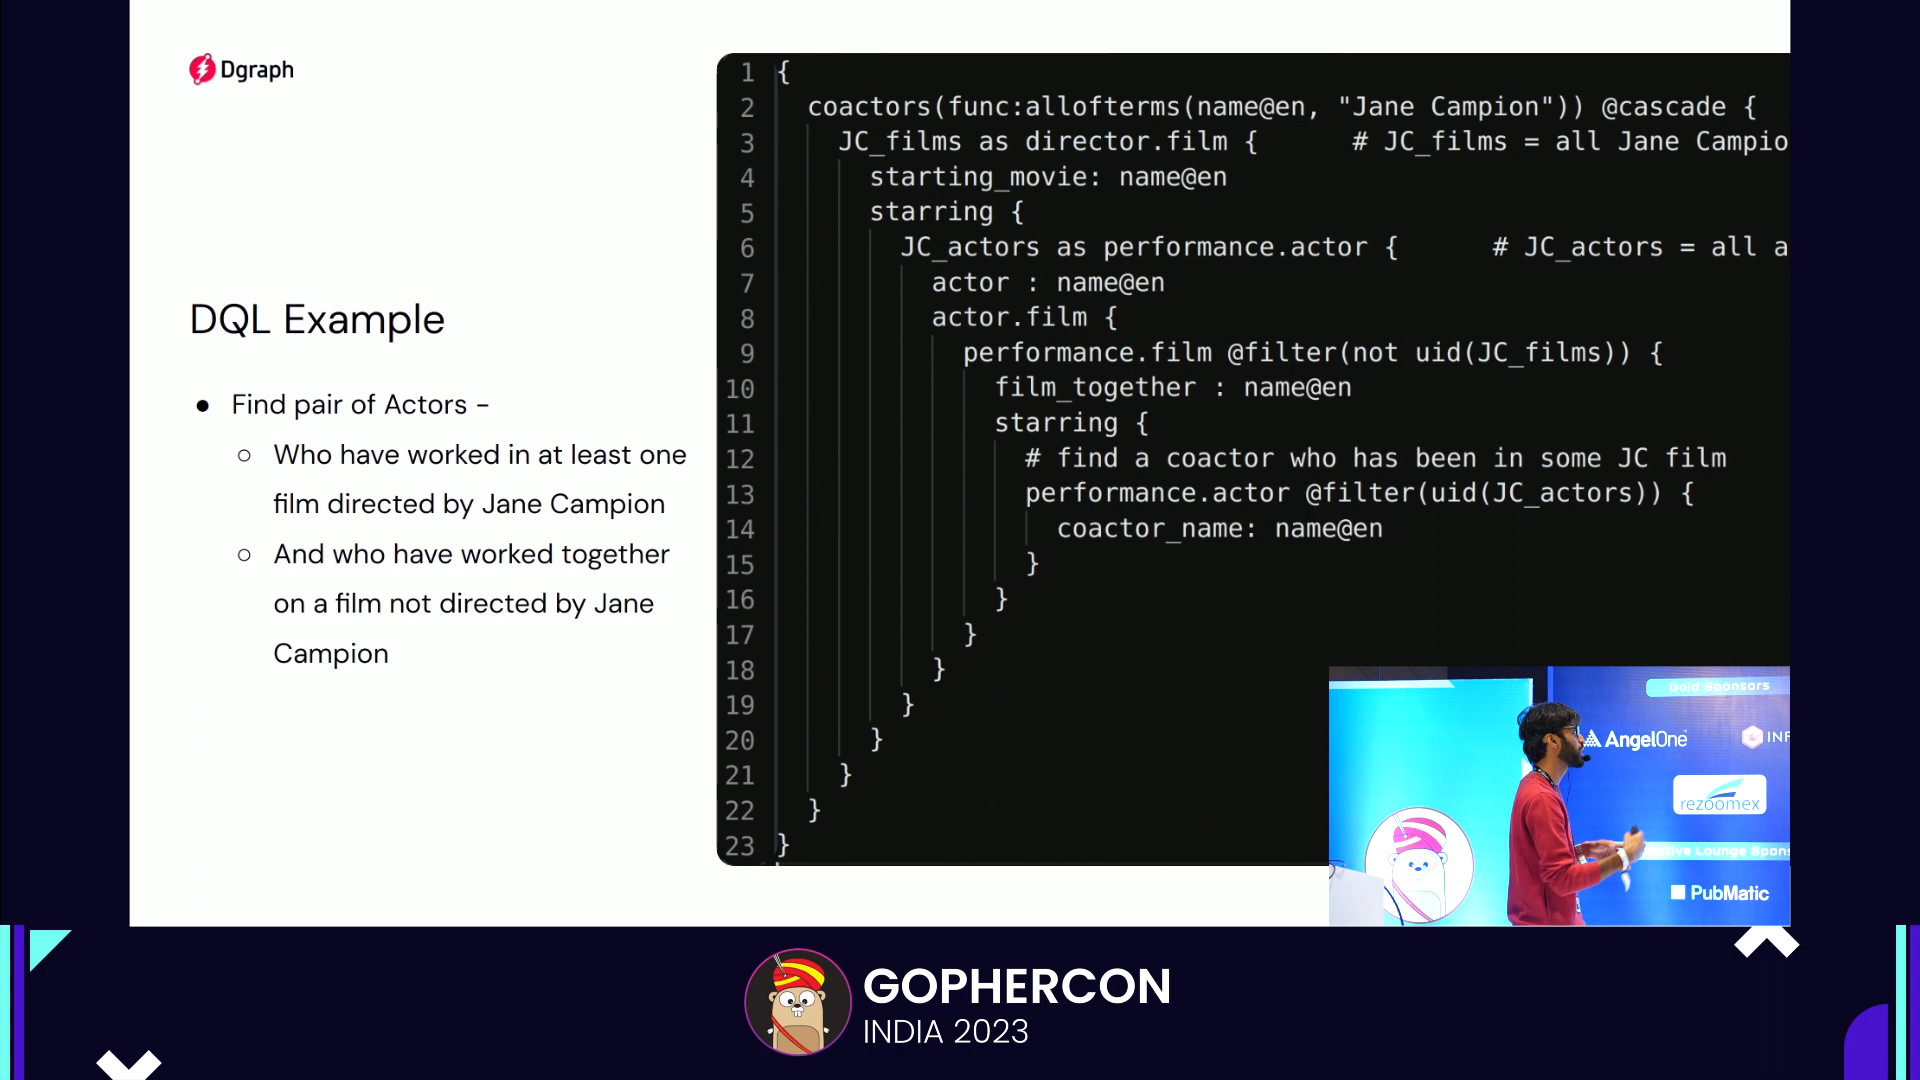 Dgraph
DQL Example
● Find pair of Actors -
○ Who have worked in at least one
film directed by Jane Campion
○ And who have worked together
on a film not directed by Jane
Campion
1 {
2 coactors(func:allofterms(name@en, "Jane Campion")) @cascade {
3 JC_films as director.film { # JC_films = all Jane Campio
4 starting_movie: name@en
5 starring {
6 JC_actors as performance.actor { # JC_actors = all a
7 actor : name@en
8 actor.film {
9 performance.film @filter(not uid(JC_films)) {
10 film_together : name@en
11 starring {
12 # find a coactor who has been in some JC film
13 performance.actor @filter(uid(JC_actors)) {
14 coactor_name: name@en
15 }
16 }
17 }
18 }
19 }
20 }
21 }
22 }
23 }
Gold Sponsors
AngelOne
INF
rezoomex
Lounge Spons
PubMatic
GOPHERCON
INDIA 2023